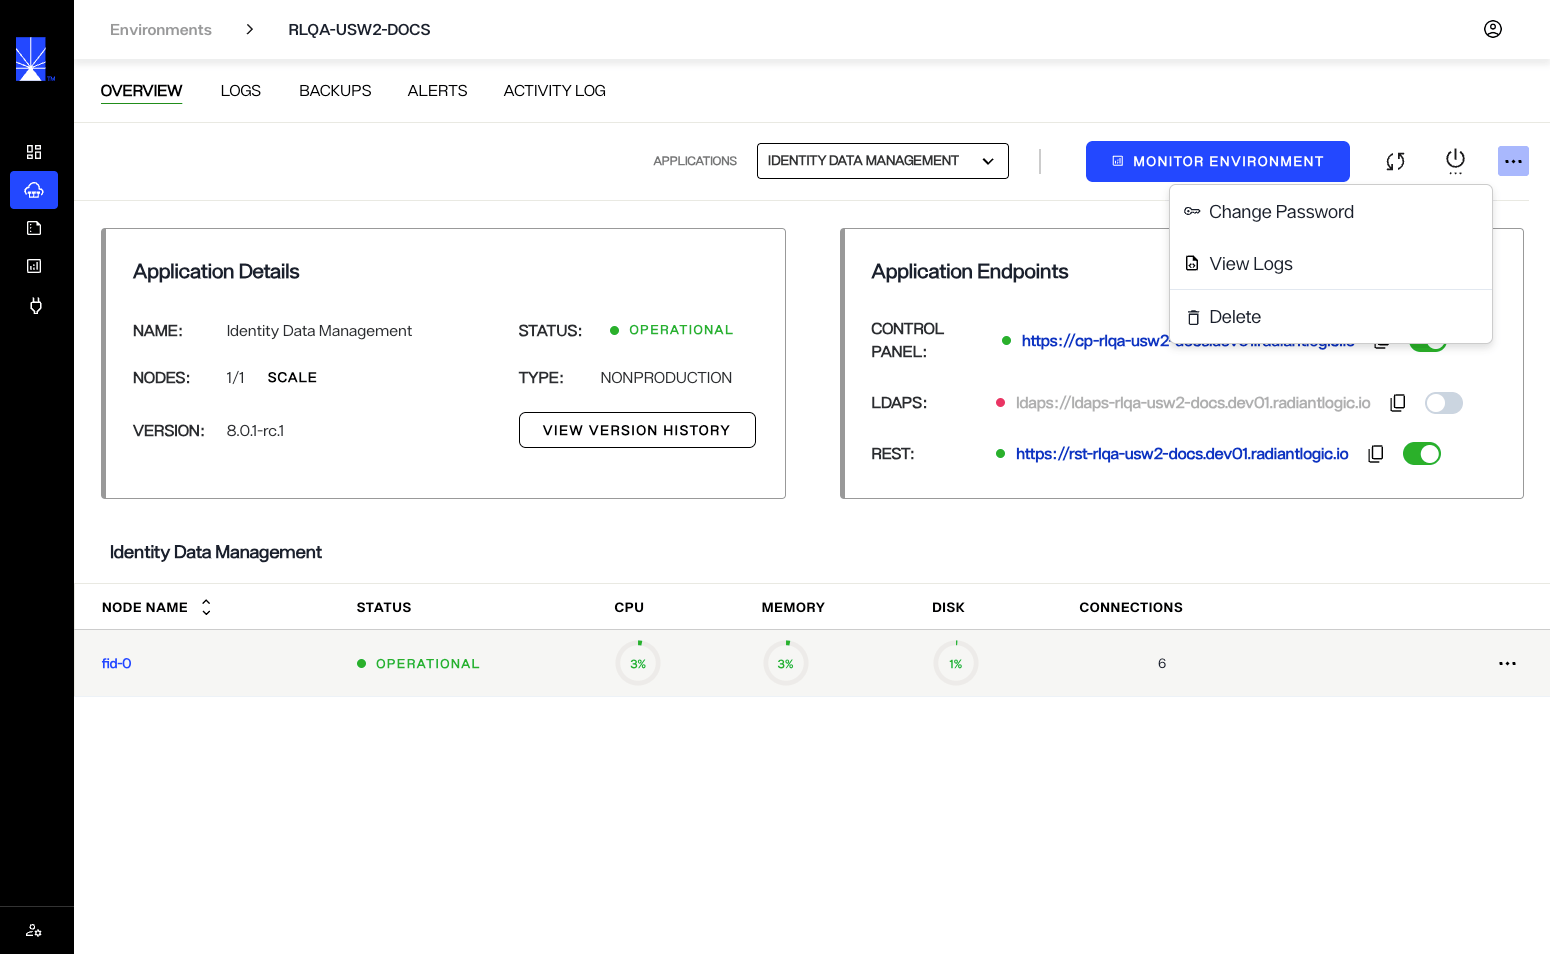 Environments > RLQA-USW2-DOCS
OVERVIEW LOGS BACKUPS ALERTS ACTIVITY LOG
APPLICATIONS IDENTITY DATA MANAGEMENT MONITOR ENVIRONMENT
Change Password
View Logs
Delete
Application Details
NAME: Identity Data Management STATUS: OPERATIONAL
NODES: 1/1 SCALE TYPE: NONPRODUCTION
VERSION: 8.0.1-rc.1 VIEW VERSION HISTORY
Application Endpoints
CONTROL
PANEL: https://cp-rlqa-usw2-docs.dev01.radiantlogic.io
LDAPS: ldaps://ldaps-rlqa-usw2-docs.dev01.radiantlogic.io
REST: https://rst-rlqa-usw2-docs.dev01.radiantlogic.io
Identity Data Management
NODE NAME STATUS CPU MEMORY DISK CONNECTIONS
fid-0 OPERATIONAL 3% 3% 1% 6